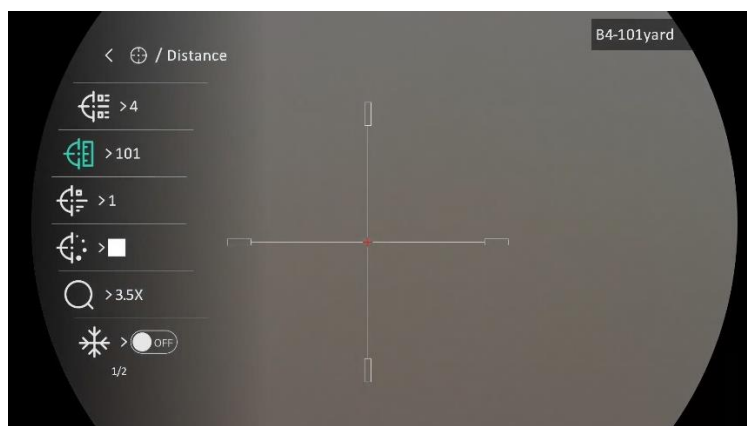 B4-101yard
< / Distance
>4
>101
>1
>
>3.5X
> OFF
1/2